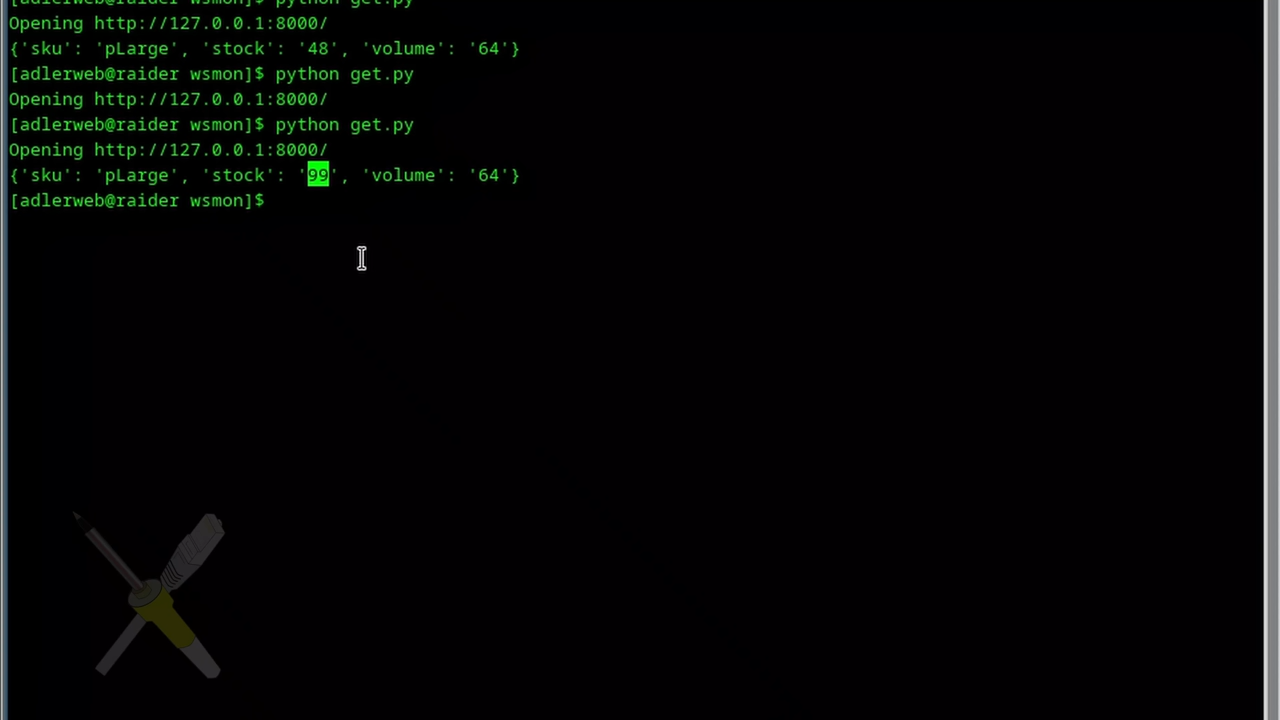 [adlerweb@raider wsmon]$ python get.py
Opening http://127.0.0.1:8000/
{'sku': 'pLarge', 'stock': '48', 'volume': '64'}
[adlerweb@raider wsmon]$ python get.py
Opening http://127.0.0.1:8000/
[adlerweb@raider wsmon]$ python get.py
Opening http://127.0.0.1:8000/
{'sku': 'pLarge', 'stock': '99', 'volume': '64'}
[adlerweb@raider wsmon]$